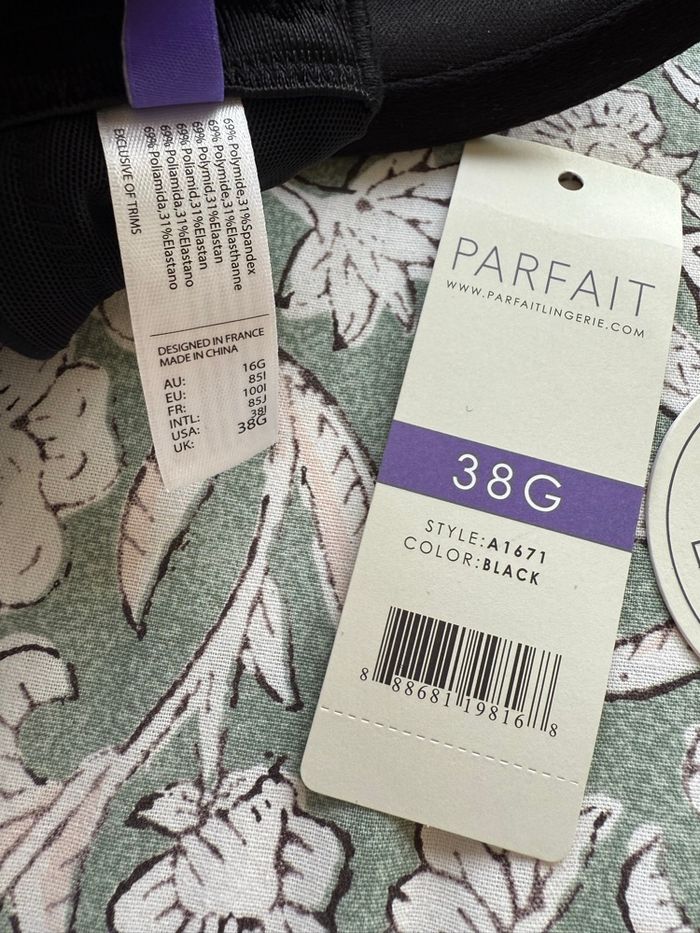 69% Polymide,31%Spandex
69% Polymide,31%Elasthanne
69% Polymid,31%Elastan
69% Poliamid,31%Elastan
69% Poliamida,31%Elastano
69% Poliamida,31%Elastano
EXCLUSIVE OF TRIMS
DESIGNED IN FRANCE
MADE IN CHINA
AU: 16G
EU: 85I
FR: 100I
INTL: 85J
USA: 38J
UK: 38G
PARFAIT
WWW.PARFAITLINGERIE.COM
38G
STYLE:A1671
COLOR:BLACK
8 88681 19816 8